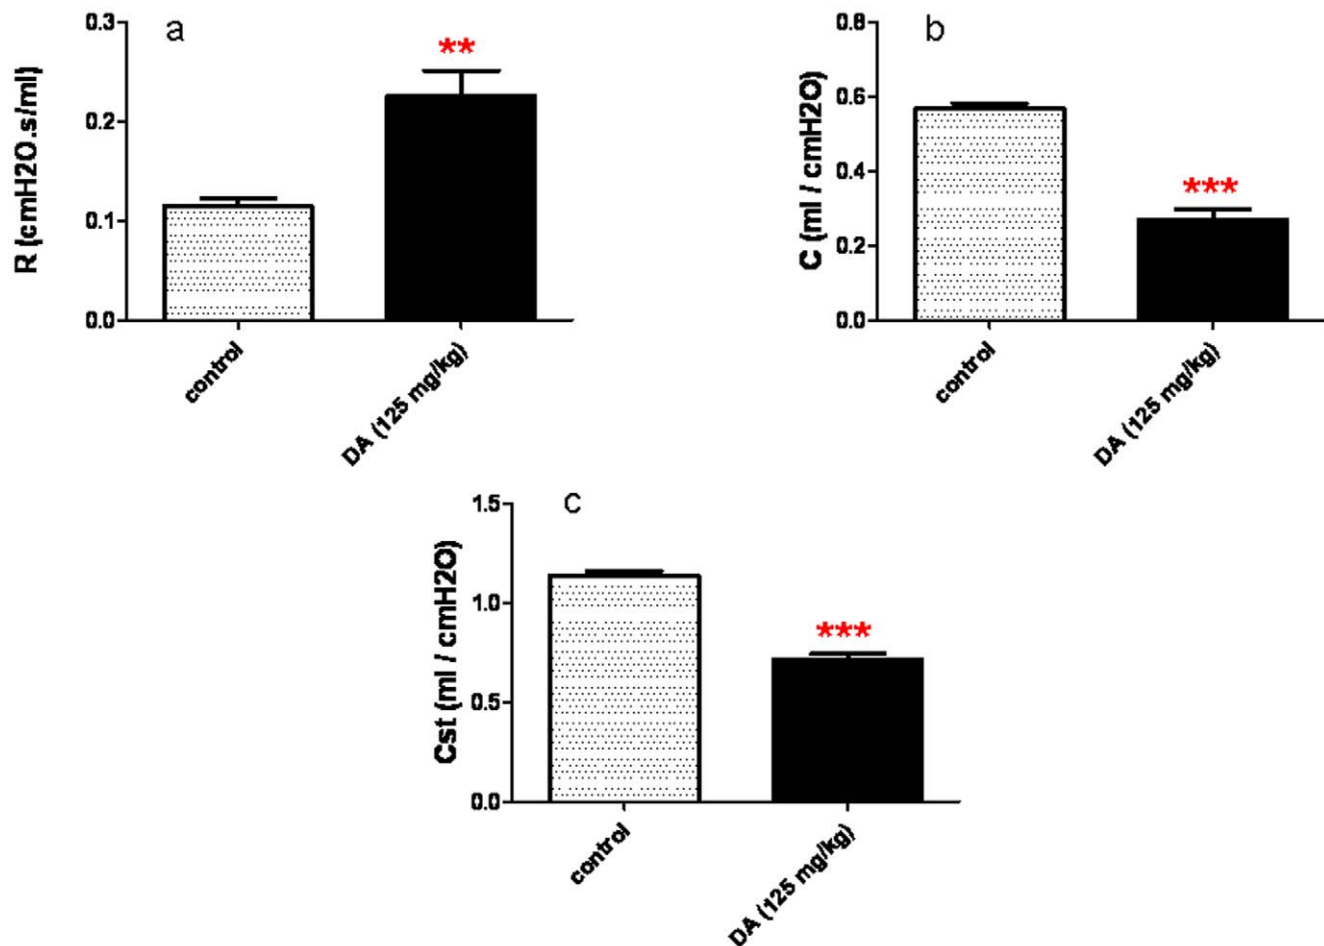 a
**
R (cmH2O.s/ml)
0.3
0.2
0.1
0.0
control
DA (125 mg/kg)
b
***
C (ml / cmH2O)
0.8
0.6
0.4
0.2
0.0
control
DA (125 mg/kg)
c
***
Cst (ml / cmH2O)
1.5
1.0
0.5
0.0
control
DA (125 mg/kg)